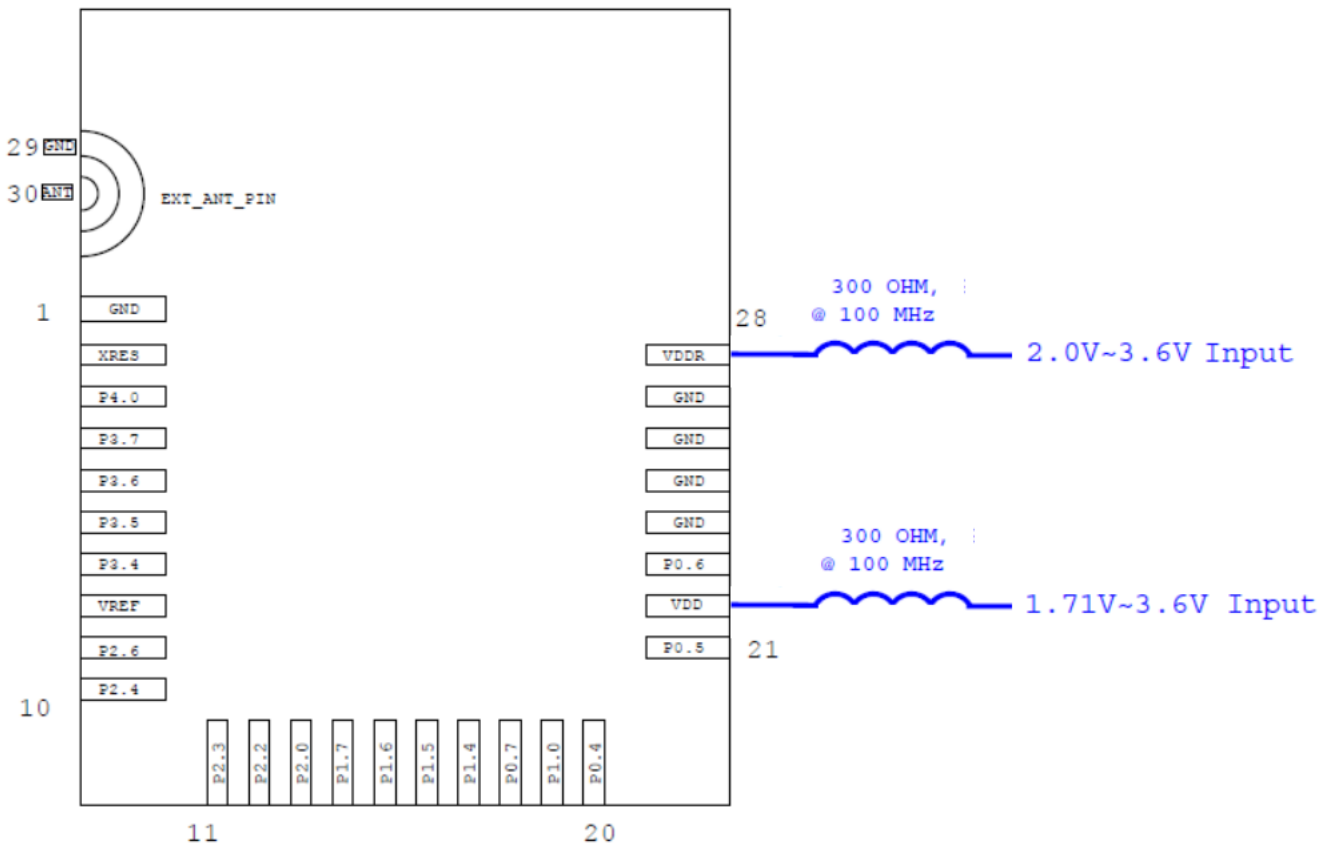 29 GND
30 ANT
EXT_ANT_PIN
1
GND
XRES
P4.0
P3.7
P3.6
P3.5
P3.4
VREF
P2.6
P2.4
10
P2.3
P2.2
P2.0
P1.7
P1.6
P1.5
P1.4
P0.7
P1.0
P0.4
11
20
28
VDDR
GND
GND
GND
GND
P0.6
VDD
P0.5
21
300 OHM,
@ 100 MHz
2.0V~3.6V Input
300 OHM,
@ 100 MHz
1.71V~3.6V Input